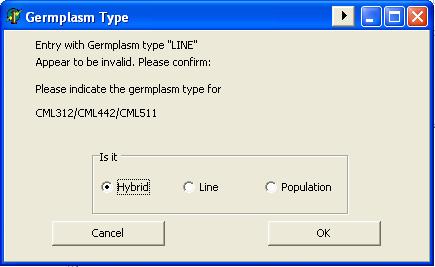 Germplasm Type
Entry with Germplasm type "LINE"
Appear to be invalid. Please confirm:
Please indicate the germplasm type for
CML312/CML442/CML511
Is it
Hybrid Line Population
Cancel OK